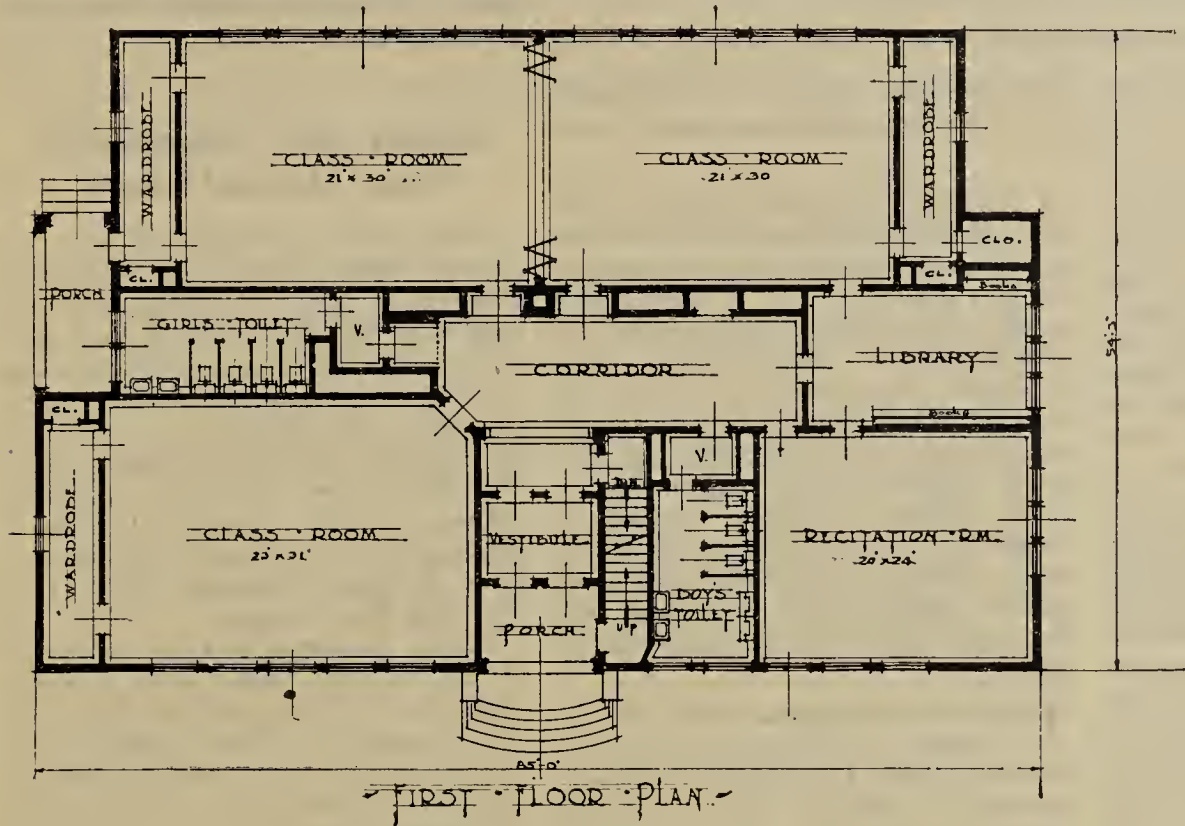 WARDROBE
CLASS · ROOM
21' x 30'
CLASS · ROOM
21 x 30
WARDROBE
CLO.
CL.
CL.
Books
PORCH
GIRLS · TOILET
V.
CORRIDOR
LIBRARY
Books
54'-3"
CL.
V.
DN.
WARDROBE
CLASS · ROOM
VESTIBULE
RECITATION · RM.
20' x 24'
BOYS
TOILET
PORCH
UP
85'-0"
FIRST · FLOOR · PLAN